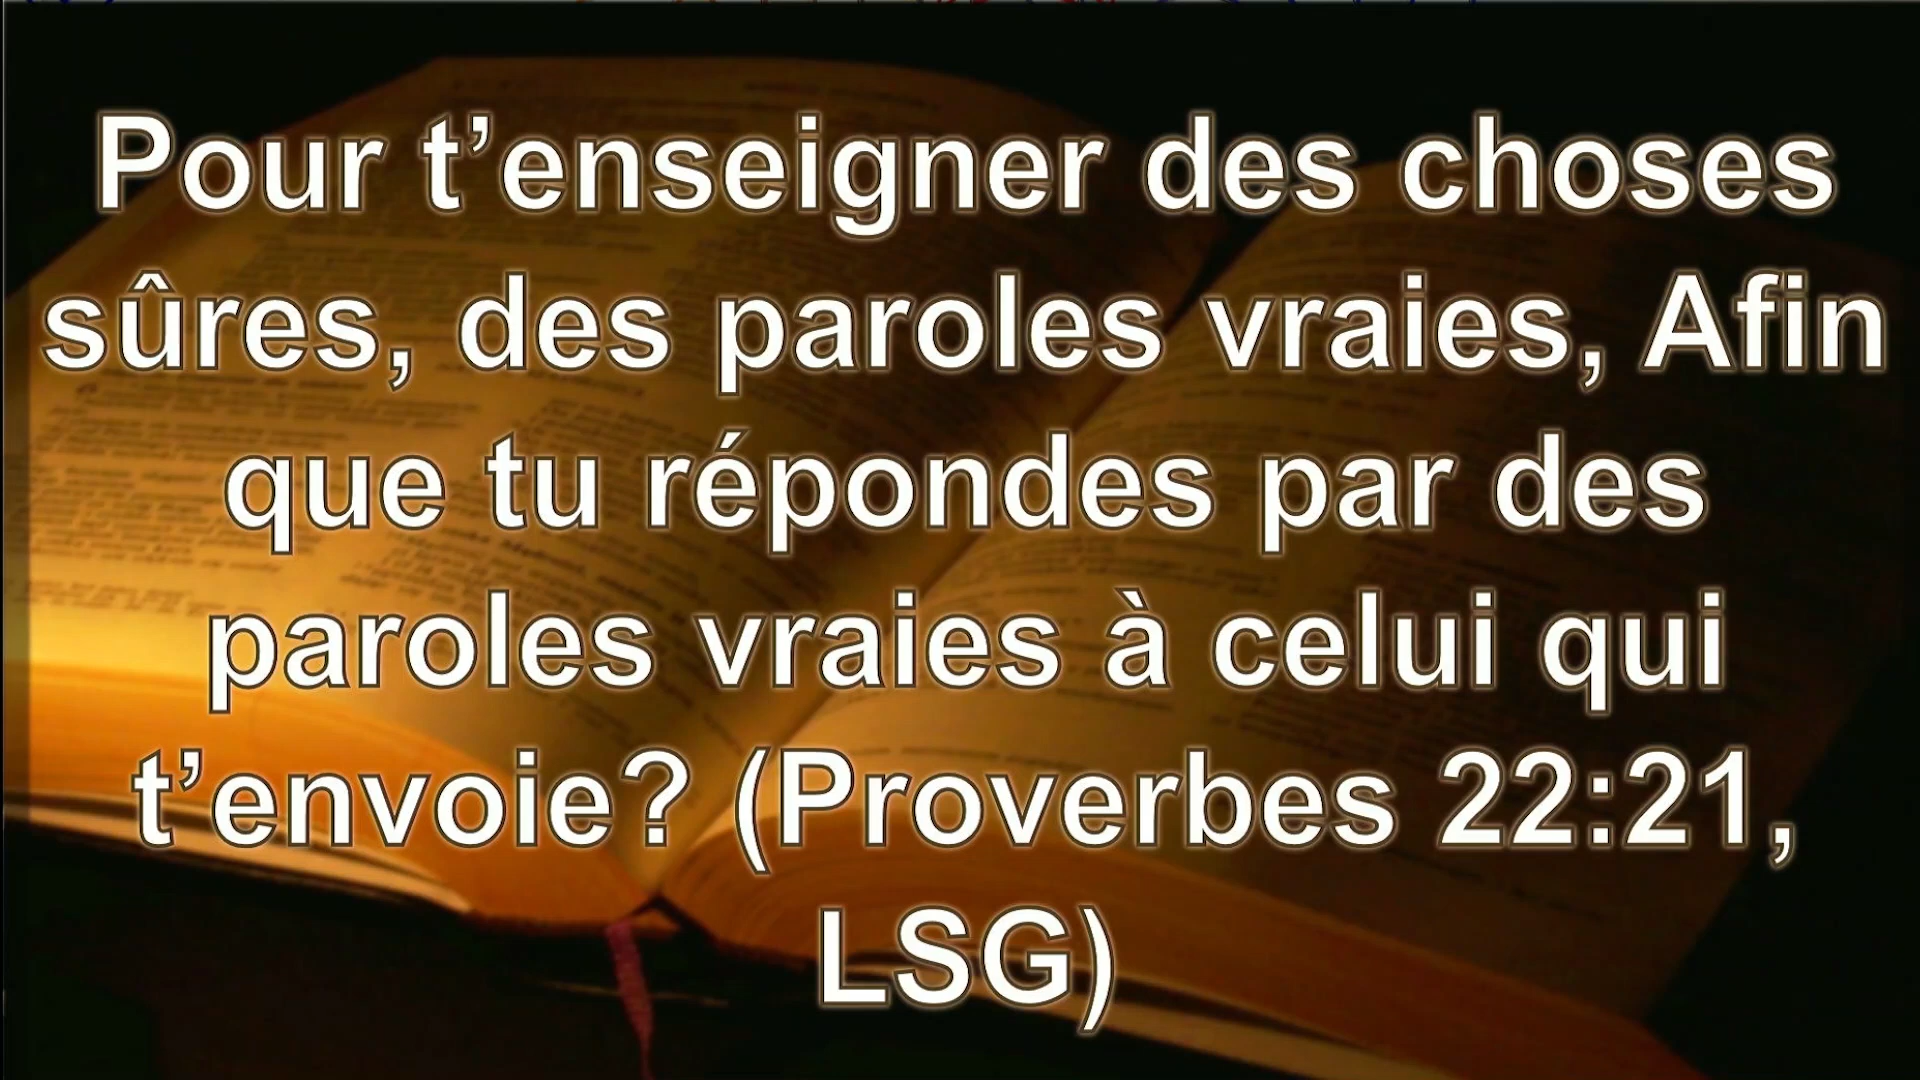 Pour t’enseigner des choses
sûres, des paroles vraies, Afin
que tu répondes par des
paroles vraies à celui qui
t’envoie? (Proverbes 22:21,
LSG)